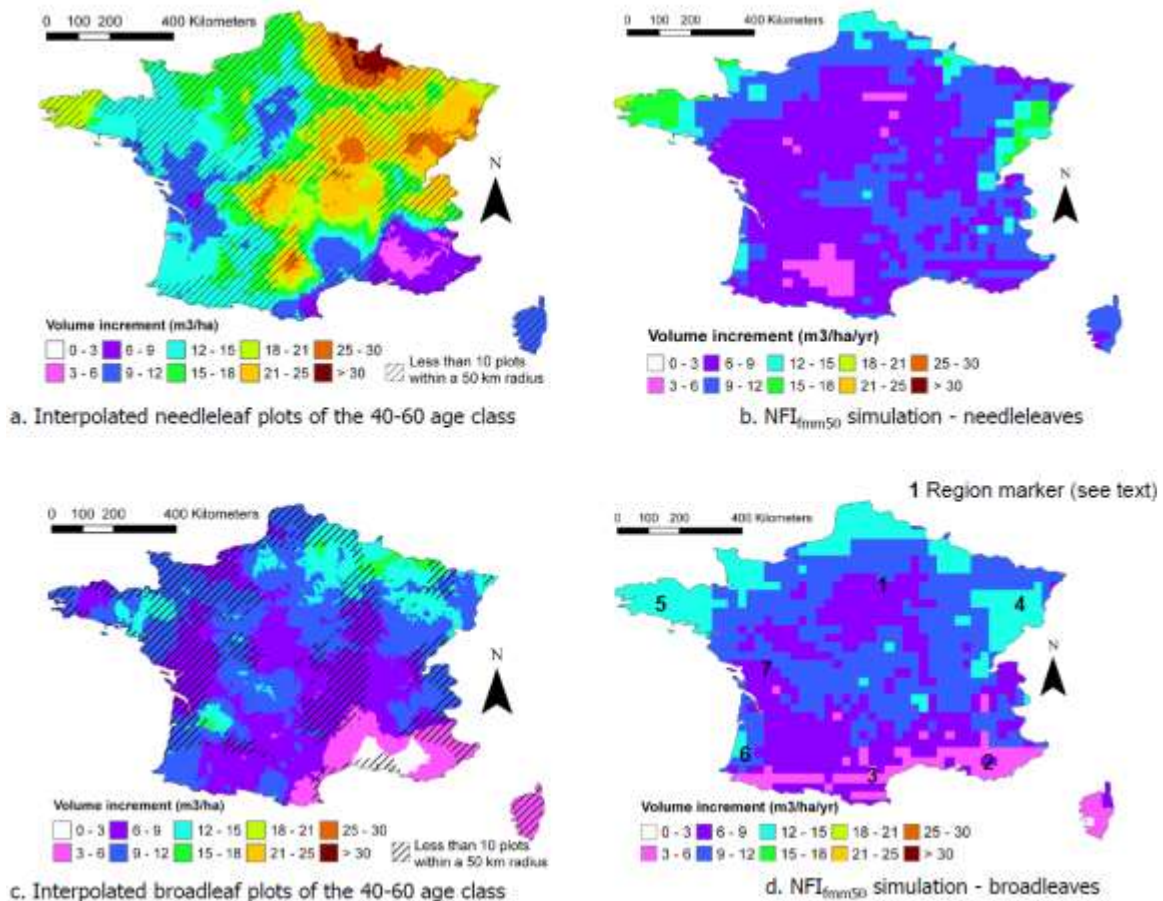 0 100 200 400 Kilometers
N
Volume increment (m3/ha)
0 - 3 6 - 9 12 - 15 18 - 21 25 - 30
3 - 6 9 - 12 15 - 18 21 - 25 > 30
Less than 10 plots
within a 50 km radius
a. Interpolated needleleaf plots of the 40-60 age class
0 100 200 400 Kilometers
N
Volume increment (m3/ha/yr)
0 - 3 6 - 9 12 - 15 18 - 21 25 - 30
3 - 6 9 - 12 15 - 18 21 - 25 > 30
b. NFIfmm50 simulation - needleleaves
0 100 200 400 Kilometers
N
Volume increment (m3/ha)
0 - 3 6 - 9 12 - 15 18 - 21 25 - 30
3 - 6 9 - 12 15 - 18 21 - 25 > 30
Less than 10 plots
within a 50 km radius
c. Interpolated broadleaf plots of the 40-60 age class
1 Region marker (see text)
0 100 200 400 Kilometers
1
5 4
N
7
6
3 2
Volume increment (m3/ha/yr)
0 - 3 6 - 9 12 - 15 18 - 21 25 - 30
3 - 6 9 - 12 15 - 18 21 - 25 > 30
d. NFIfmm50 simulation - broadleaves